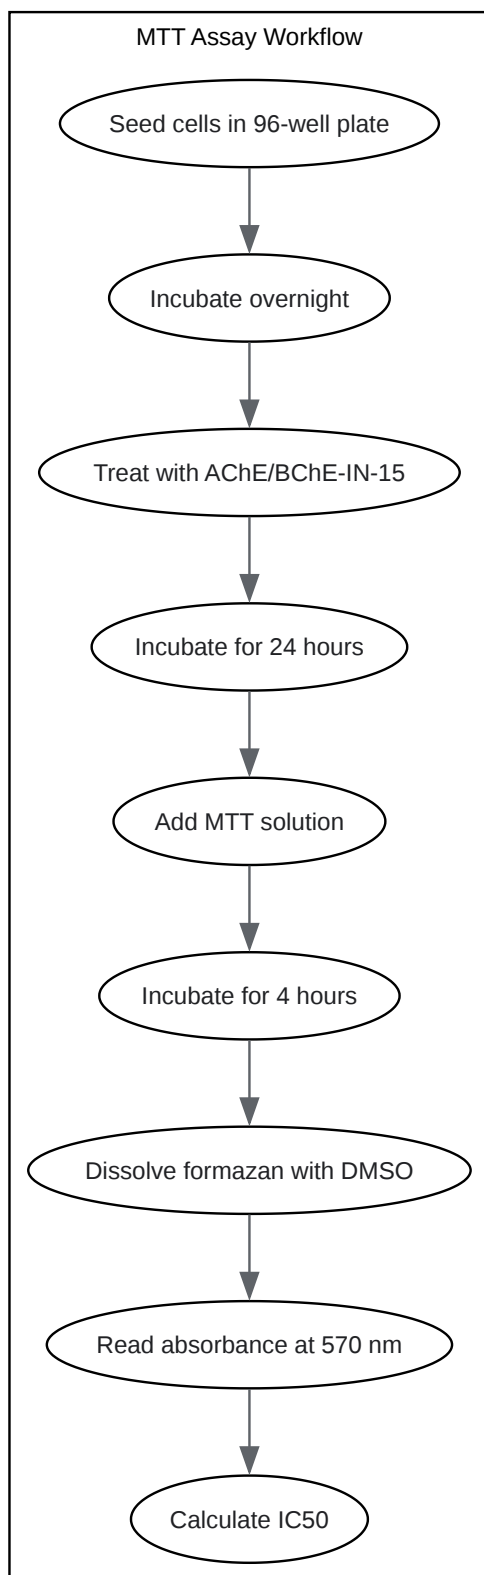 MTT Assay Workflow
Seed cells in 96-well plate
Incubate overnight
Treat with AChE/BChE-IN-15
Incubate for 24 hours
Add MTT solution
Incubate for 4 hours
Dissolve formazan with DMSO
Read absorbance at 570 nm
Calculate IC50